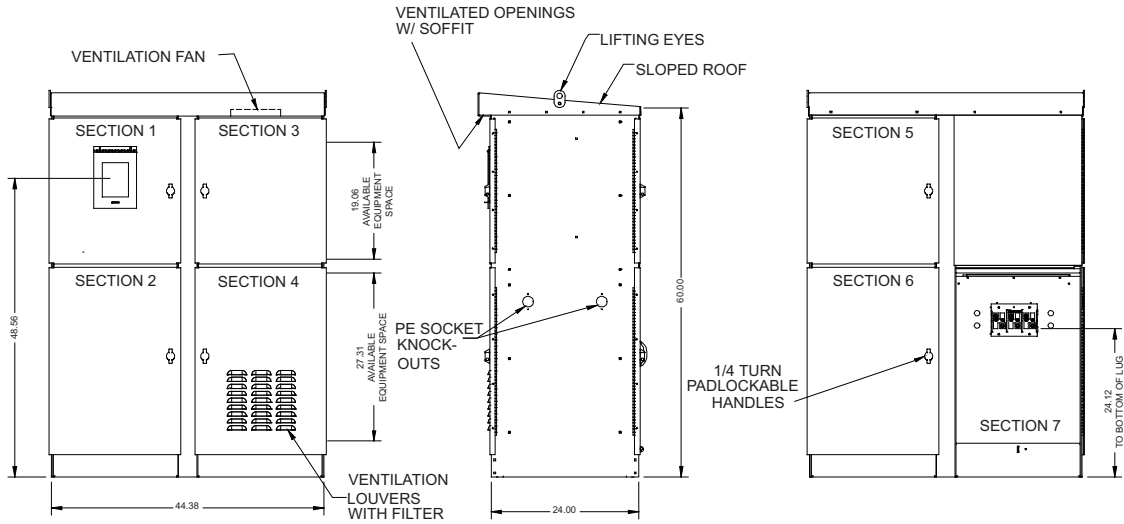 VENTILATION FAN
SECTION 1
SECTION 3
19.06
AVAILABLE
EQUIPMENT
SPACE
48.56
SECTION 2
SECTION 4
27.31
AVAILABLE
EQUIPMENT SPACE
44.38
VENTILATION
LOUVERS
WITH FILTER
VENTILATED OPENINGS
W/ SOFFIT
LIFTING EYES
SLOPED ROOF
PE SOCKET
KNOCK-
OUTS
60.00
24.00
SECTION 5
SECTION 6
1/4 TURN
PADLOCKABLE
HANDLES
SECTION 7
24.12
TO BOTTOM OF LUG